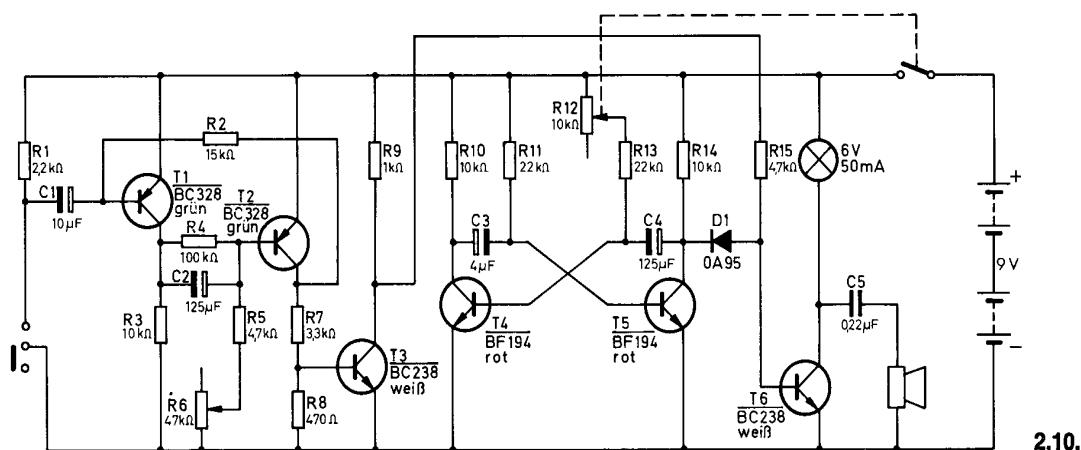 R1
2,2kΩ
C1
10µF
R2
15kΩ
T1
BC328
grün
R4
100kΩ
C2
125µF
R3
10kΩ
T2
BC328
grün
R5
4,7kΩ
R6
47kΩ
R7
3,3kΩ
R8
470Ω
R9
1kΩ
T3
BC238
weiß
R10
10kΩ
R11
22kΩ
C3
4µF
T4
BF194
rot
R12
10kΩ
R13
22kΩ
C4
125µF
T5
BF194
rot
R14
10kΩ
D1
0A95
R15
4,7kΩ
6V
50mA
C5
0,22µF
T6
BC238
weiß
+
9V
−
2.10.